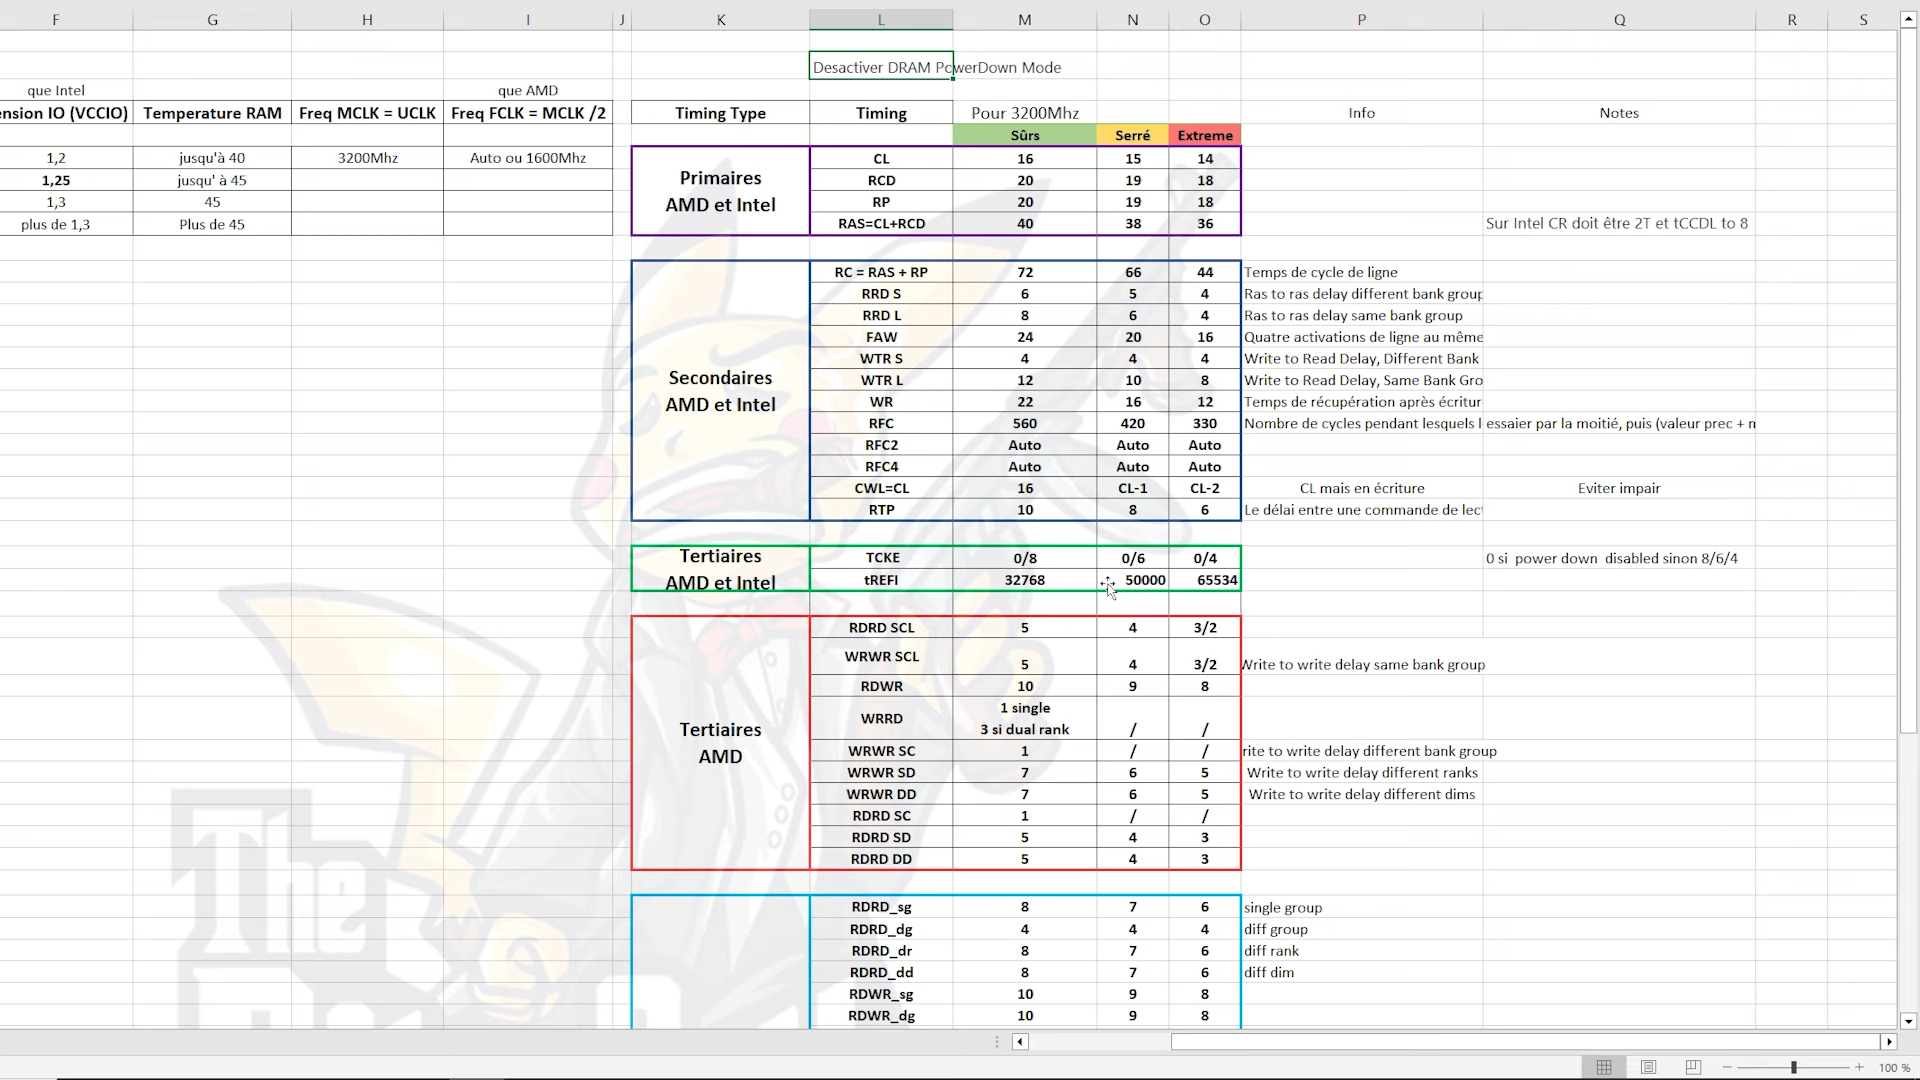 F G H I J K L M N O P Q R S
Desactiver DRAM PowerDown Mode
que Intel que AMD
ension IO (VCCIO) Temperature RAM Freq MCLK = UCLK Freq FCLK = MCLK /2 Timing Type Timing Pour 3200Mhz Info Notes
Sûrs Serré Extreme
1,2 jusqu'à 40 3200Mhz Auto ou 1600Mhz CL 16 15 14
1,25 jusqu' à 45 Primaires RCD 20 19 18
1,3 45 AMD et Intel RP 20 19 18
plus de 1,3 Plus de 45 RAS=CL+RCD 40 38 36 Sur Intel CR doit être 2T et tCCDL to 8
RC = RAS + RP 72 66 44 Temps de cycle de ligne
RRD S 6 5 4 Ras to ras delay different bank group
RRD L 8 6 4 Ras to ras delay same bank group
FAW 24 20 16 Quatre activations de ligne au même
WTR S 4 4 4 Write to Read Delay, Different Bank
Secondaires WTR L 12 10 8 Write to Read Delay, Same Bank Gro
AMD et Intel WR 22 16 12 Temps de récupération après écritur
RFC 560 420 330 Nombre de cycles pendant lesquels l essaier par la moitié, puis (valeur prec + n
RFC2 Auto Auto Auto
RFC4 Auto Auto Auto
CWL=CL 16 CL-1 CL-2 CL mais en écriture Eviter impair
RTP 10 8 6 Le délai entre une commande de lect
Tertiaires TCKE 0/8 0/6 0/4 0 si power down disabled sinon 8/6/4
AMD et Intel tREFI 32768 50000 65534
RDRD SCL 5 4 3/2
WRWR SCL 5 4 3/2 Write to write delay same bank group
RDWR 10 9 8
1 single
WRRD 3 si dual rank / /
Tertiaires
AMD WRWR SC 1 / / rite to write delay different bank group
WRWR SD 7 6 5 Write to write delay different ranks
WRWR DD 7 6 5 Write to write delay different dims
RDRD SC 1 / /
RDRD SD 5 4 3
RDRD DD 5 4 3
RDRD_sg 8 7 6 single group
RDRD_dg 4 4 4 diff group
RDRD_dr 8 7 6 diff rank
RDRD_dd 8 7 6 diff dim
RDWR_sg 10 9 8
RDWR_dg 10 9 8
The
100 %